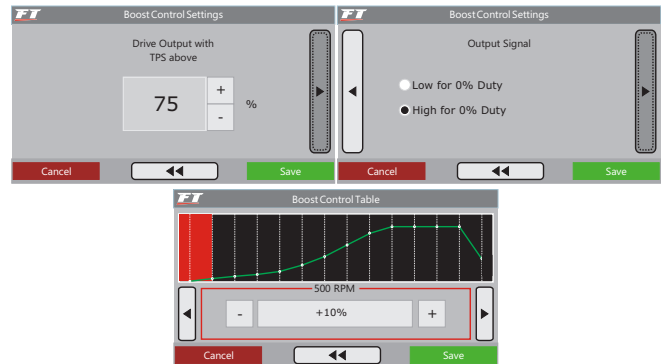 FT
Boost Control Settings
Drive Output with
TPS above
75
+
-
%
Cancel
Save
FT
Boost Control Settings
Output Signal
Low for 0% Duty
High for 0% Duty
Cancel
Save
FT
Boost Control Table
500 RPM
-
+10%
+
Cancel
Save